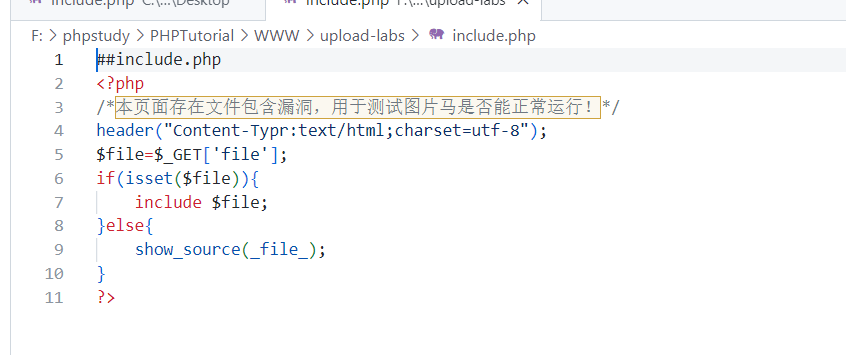 include.php C:\...\Desktop include.php F:\...\upload-labs
F: > phpstudy > PHPTutorial > WWW > upload-labs > include.php
1 ##include.php
2 <?php
3 /*本页面存在文件包含漏洞，用于测试图片马是否能正常运行！*/
4 header("Content-Typr:text/html;charset=utf-8");
5 $file=$_GET['file'];
6 if(isset($file)){
7 include $file;
8 }else{
9 show_source(_file_);
10 }
11 ?>